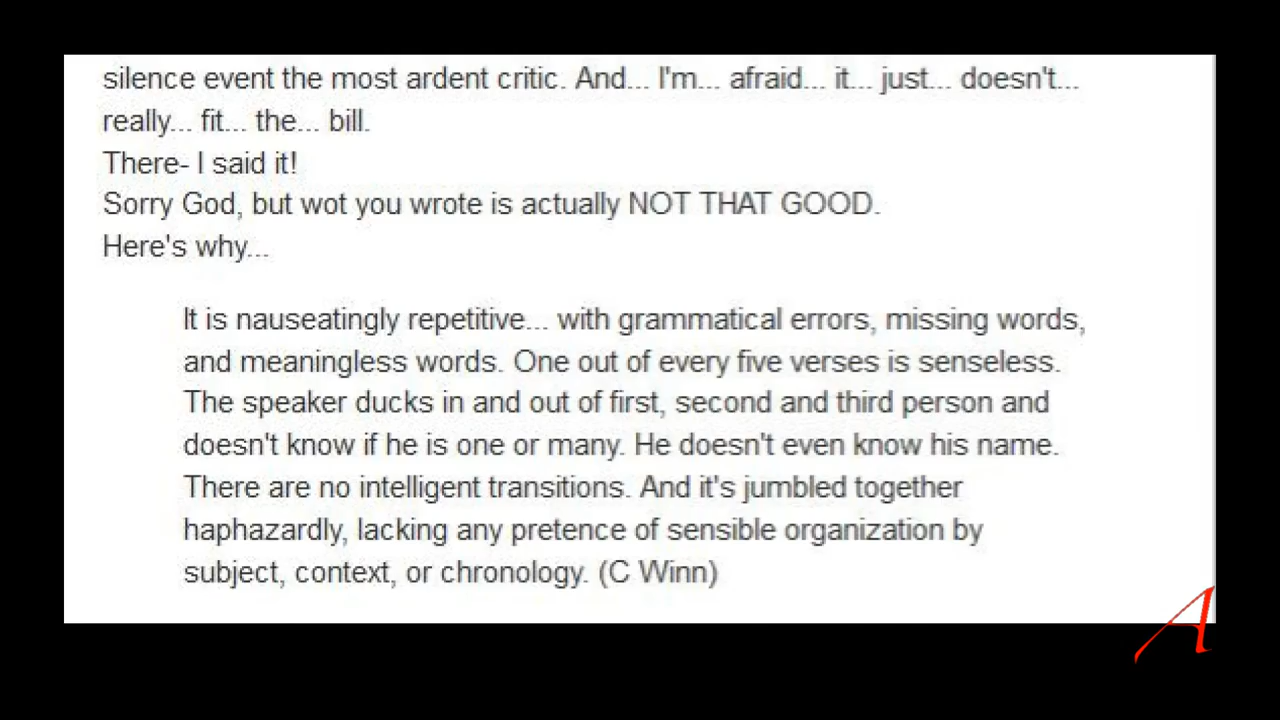 silence event the most ardent critic. And... I'm... afraid... it... just... doesn't...
really... fit... the... bill.
There- I said it!
Sorry God, but wot you wrote is actually NOT THAT GOOD.
Here's why...
It is nauseatingly repetitive... with grammatical errors, missing words,
and meaningless words. One out of every five verses is senseless.
The speaker ducks in and out of first, second and third person and
doesn't know if he is one or many. He doesn't even know his name.
There are no intelligent transitions. And it's jumbled together
haphazardly, lacking any pretence of sensible organization by
subject, context, or chronology. (C Winn)
A